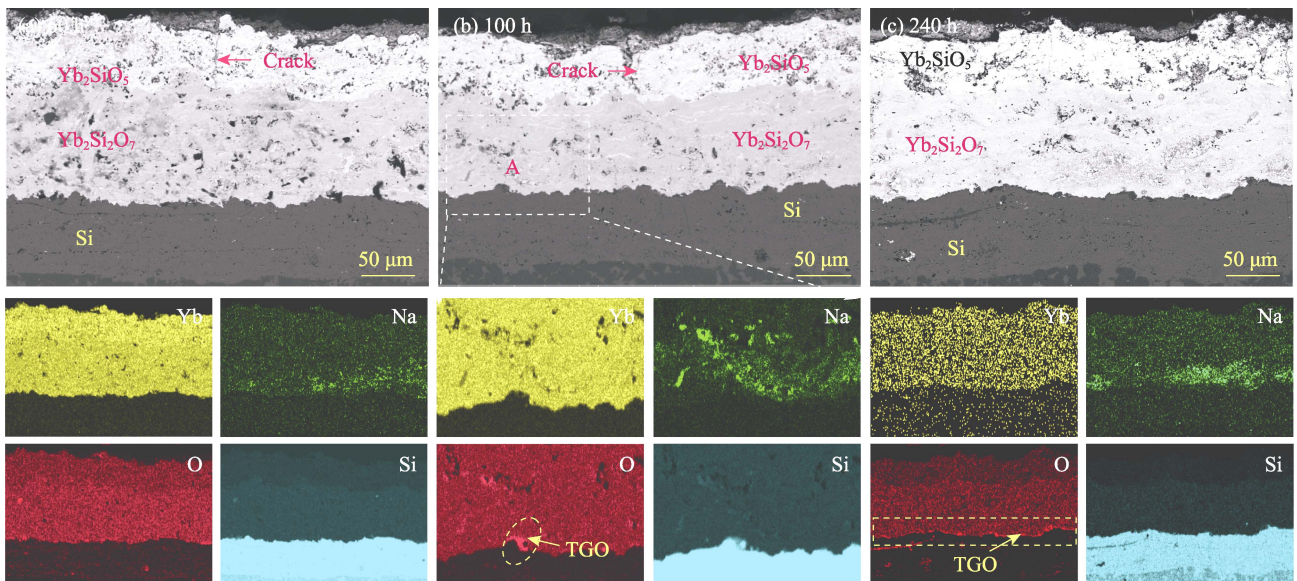 (b) 100 h
(c) 240 h
Crack
Yb₂SiO₅
Crack
Yb₂SiO₅
Yb₂SiO₅
Yb₂Si₂O₇
A
Yb₂Si₂O₇
Yb₂Si₂O₇
Si
50 μm
Si
50 μm
Si
50 μm
Yb
Na
Yb
Na
Yb
Na
O
Si
O
TGO
Si
O
TGO
Si